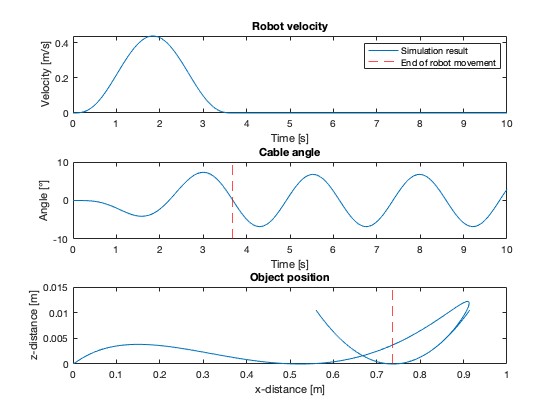 Robot velocity
Velocity [m/s]
0.4
0.2
0
Simulation result
End of robot movement
0 1 2 3 4 5 6 7 8 9 10
Time [s]
Cable angle
Angle [°]
10
0
-10
0 1 2 3 4 5 6 7 8 9 10
Time [s]
Object position
z-distance [m]
0.015
0.01
0.005
0
0 0.1 0.2 0.3 0.4 0.5 0.6 0.7 0.8 0.9 1
x-distance [m]